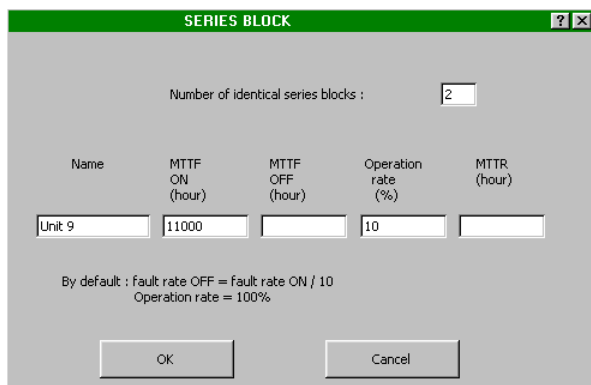 SERIES BLOCK
? X
Number of identical series blocks : 2
Name MTTF MTTF Operation MTTR
ON OFF rate (hour)
(hour) (hour) (%)
Unit 9 11000 10
By default : fault rate OFF = fault rate ON / 10
Operation rate = 100%
OK Cancel